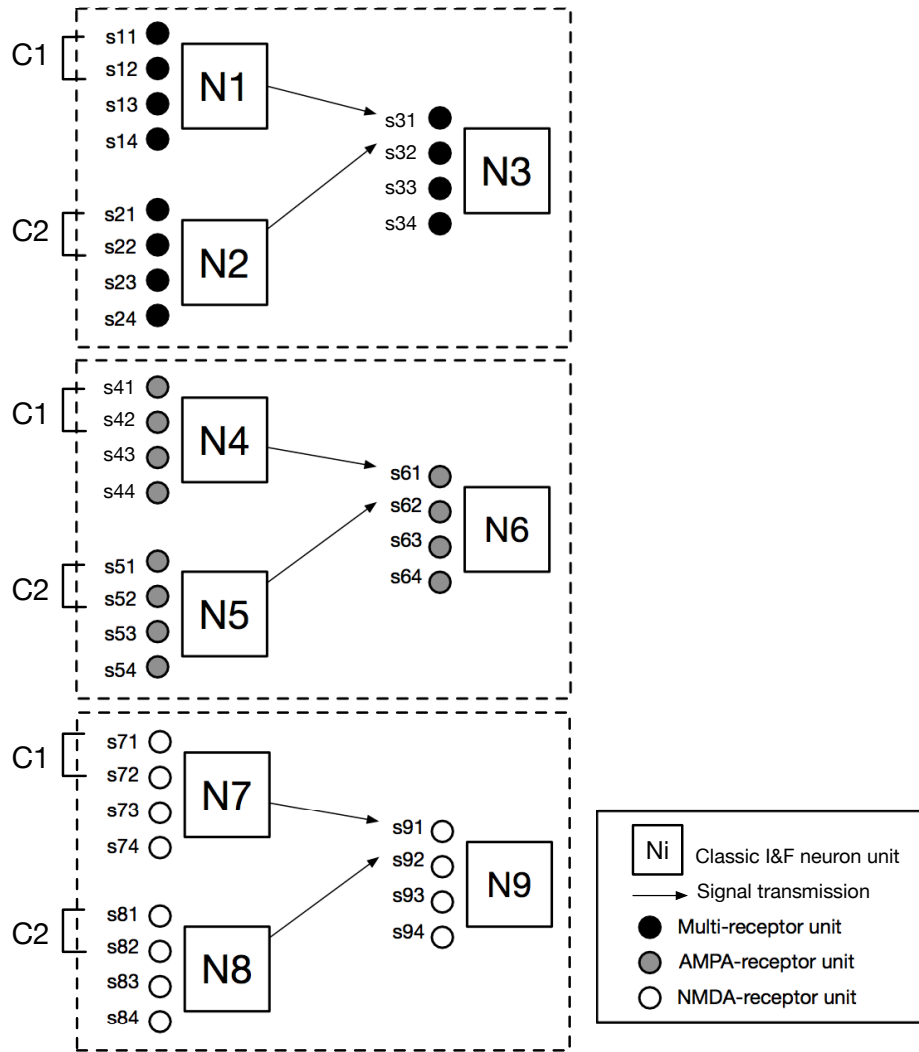 C1
s11
s12
s13
s14
N1
C2
s21
s22
s23
s24
N2
s31
s32
s33
s34
N3
C1
s41
s42
s43
s44
N4
C2
s51
s52
s53
s54
N5
s61
s62
s63
s64
N6
C1
s71
s72
s73
s74
N7
C2
s81
s82
s83
s84
N8
s91
s92
s93
s94
N9
Ni Classic I&F neuron unit
Signal transmission
Multi-receptor unit
AMPA-receptor unit
NMDA-receptor unit